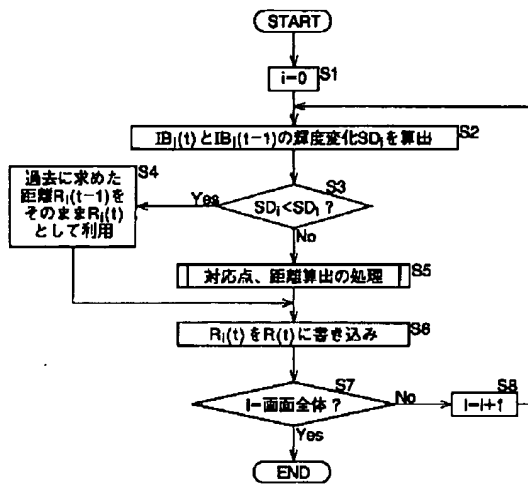 START
i=0 S1
IBi(t)とIBi(t-1)の輝度変化SDiを算出 S2
S4
過去に求めた
距離Ri(t-1)を
そのままRi(t)
として利用
S3
Yes
SDi<SDt ?
No
対応点、距離算出の処理 S5
Ri(t)をR(t)に書き込み S6
S7
i=画面全体 ?
No
Yes
S8
i=i+1
END